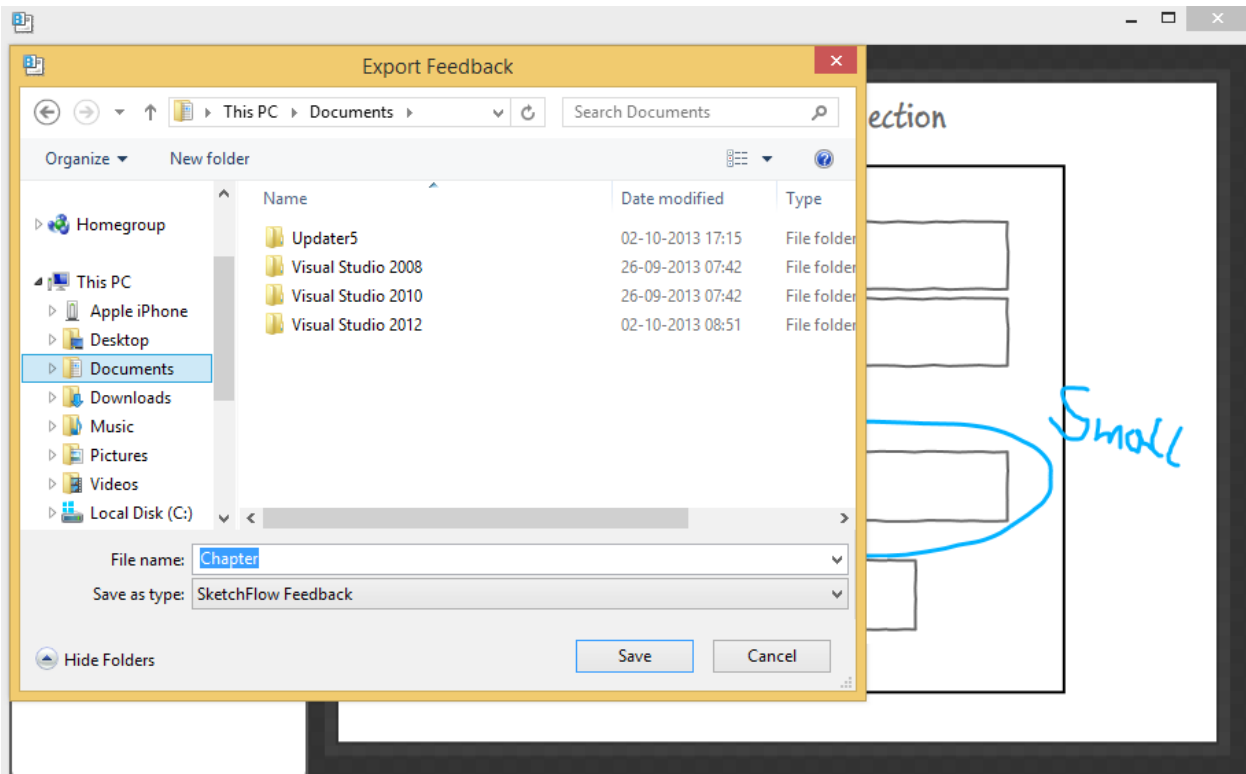 Export Feedback
This PC Documents
Search Documents
ection
Organize
New folder
Name
Date modified
Type
Homegroup
This PC
Apple iPhone
Desktop
Documents
Downloads
Music
Pictures
Videos
Local Disk (C:)
Updater5 02-10-2013 17:15 File folder
Visual Studio 2008 26-09-2013 07:42 File folder
Visual Studio 2010 26-09-2013 07:42 File folder
Visual Studio 2012 02-10-2013 08:51 File folder
Small
File name: Chapter
Save as type: SketchFlow Feedback
Hide Folders
Save
Cancel